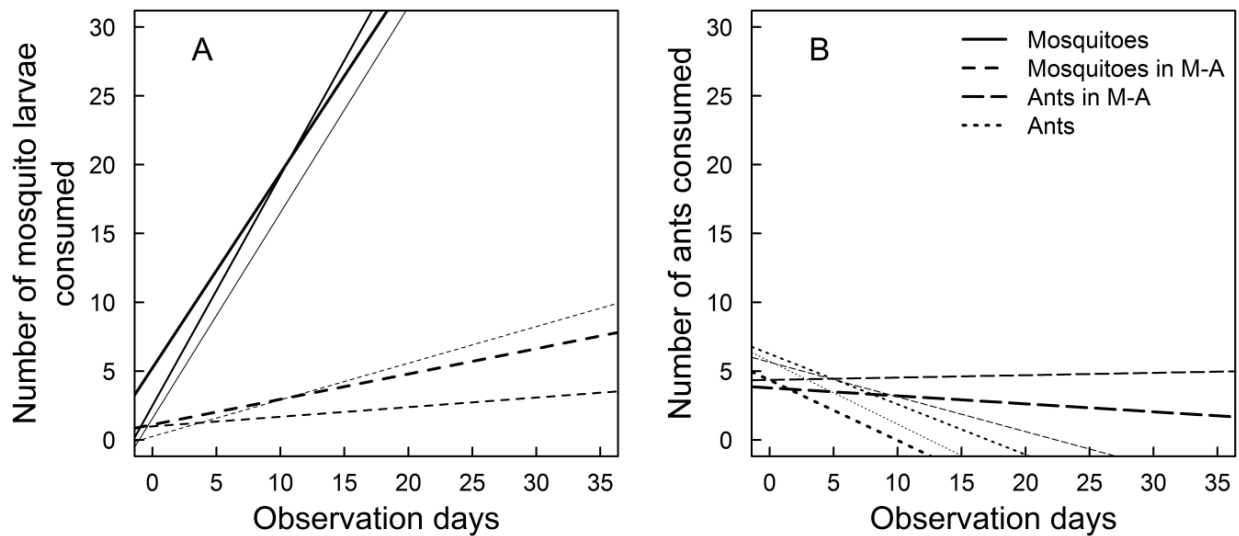 A
Number of mosquito larvae
consumed
30
25
20
15
10
5
0
0 5 10 15 20 25 30 35
Observation days
B
Number of ants consumed
30
25
20
15
10
5
0
0 5 10 15 20 25 30 35
Observation days
Mosquitoes
Mosquitoes in M-A
Ants in M-A
Ants